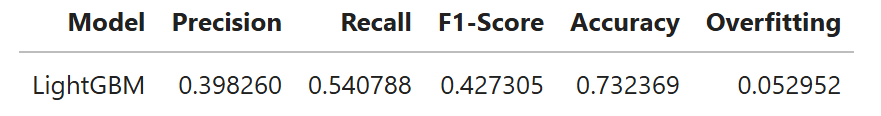 Model Precision Recall F1-Score Accuracy Overfitting
LightGBM 0.398260 0.540788 0.427305 0.732369 0.052952